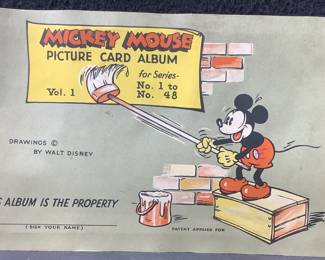 MICKEY MOUSE
PICTURE CARD ALBUM
for Series-
Vol. 1
No. 1 to
No. 48
DRAWINGS ©
BY WALT DISNEY
ALBUM IS THE PROPERTY
(SIGN YOUR NAME)
PATENT APPLIED FOR